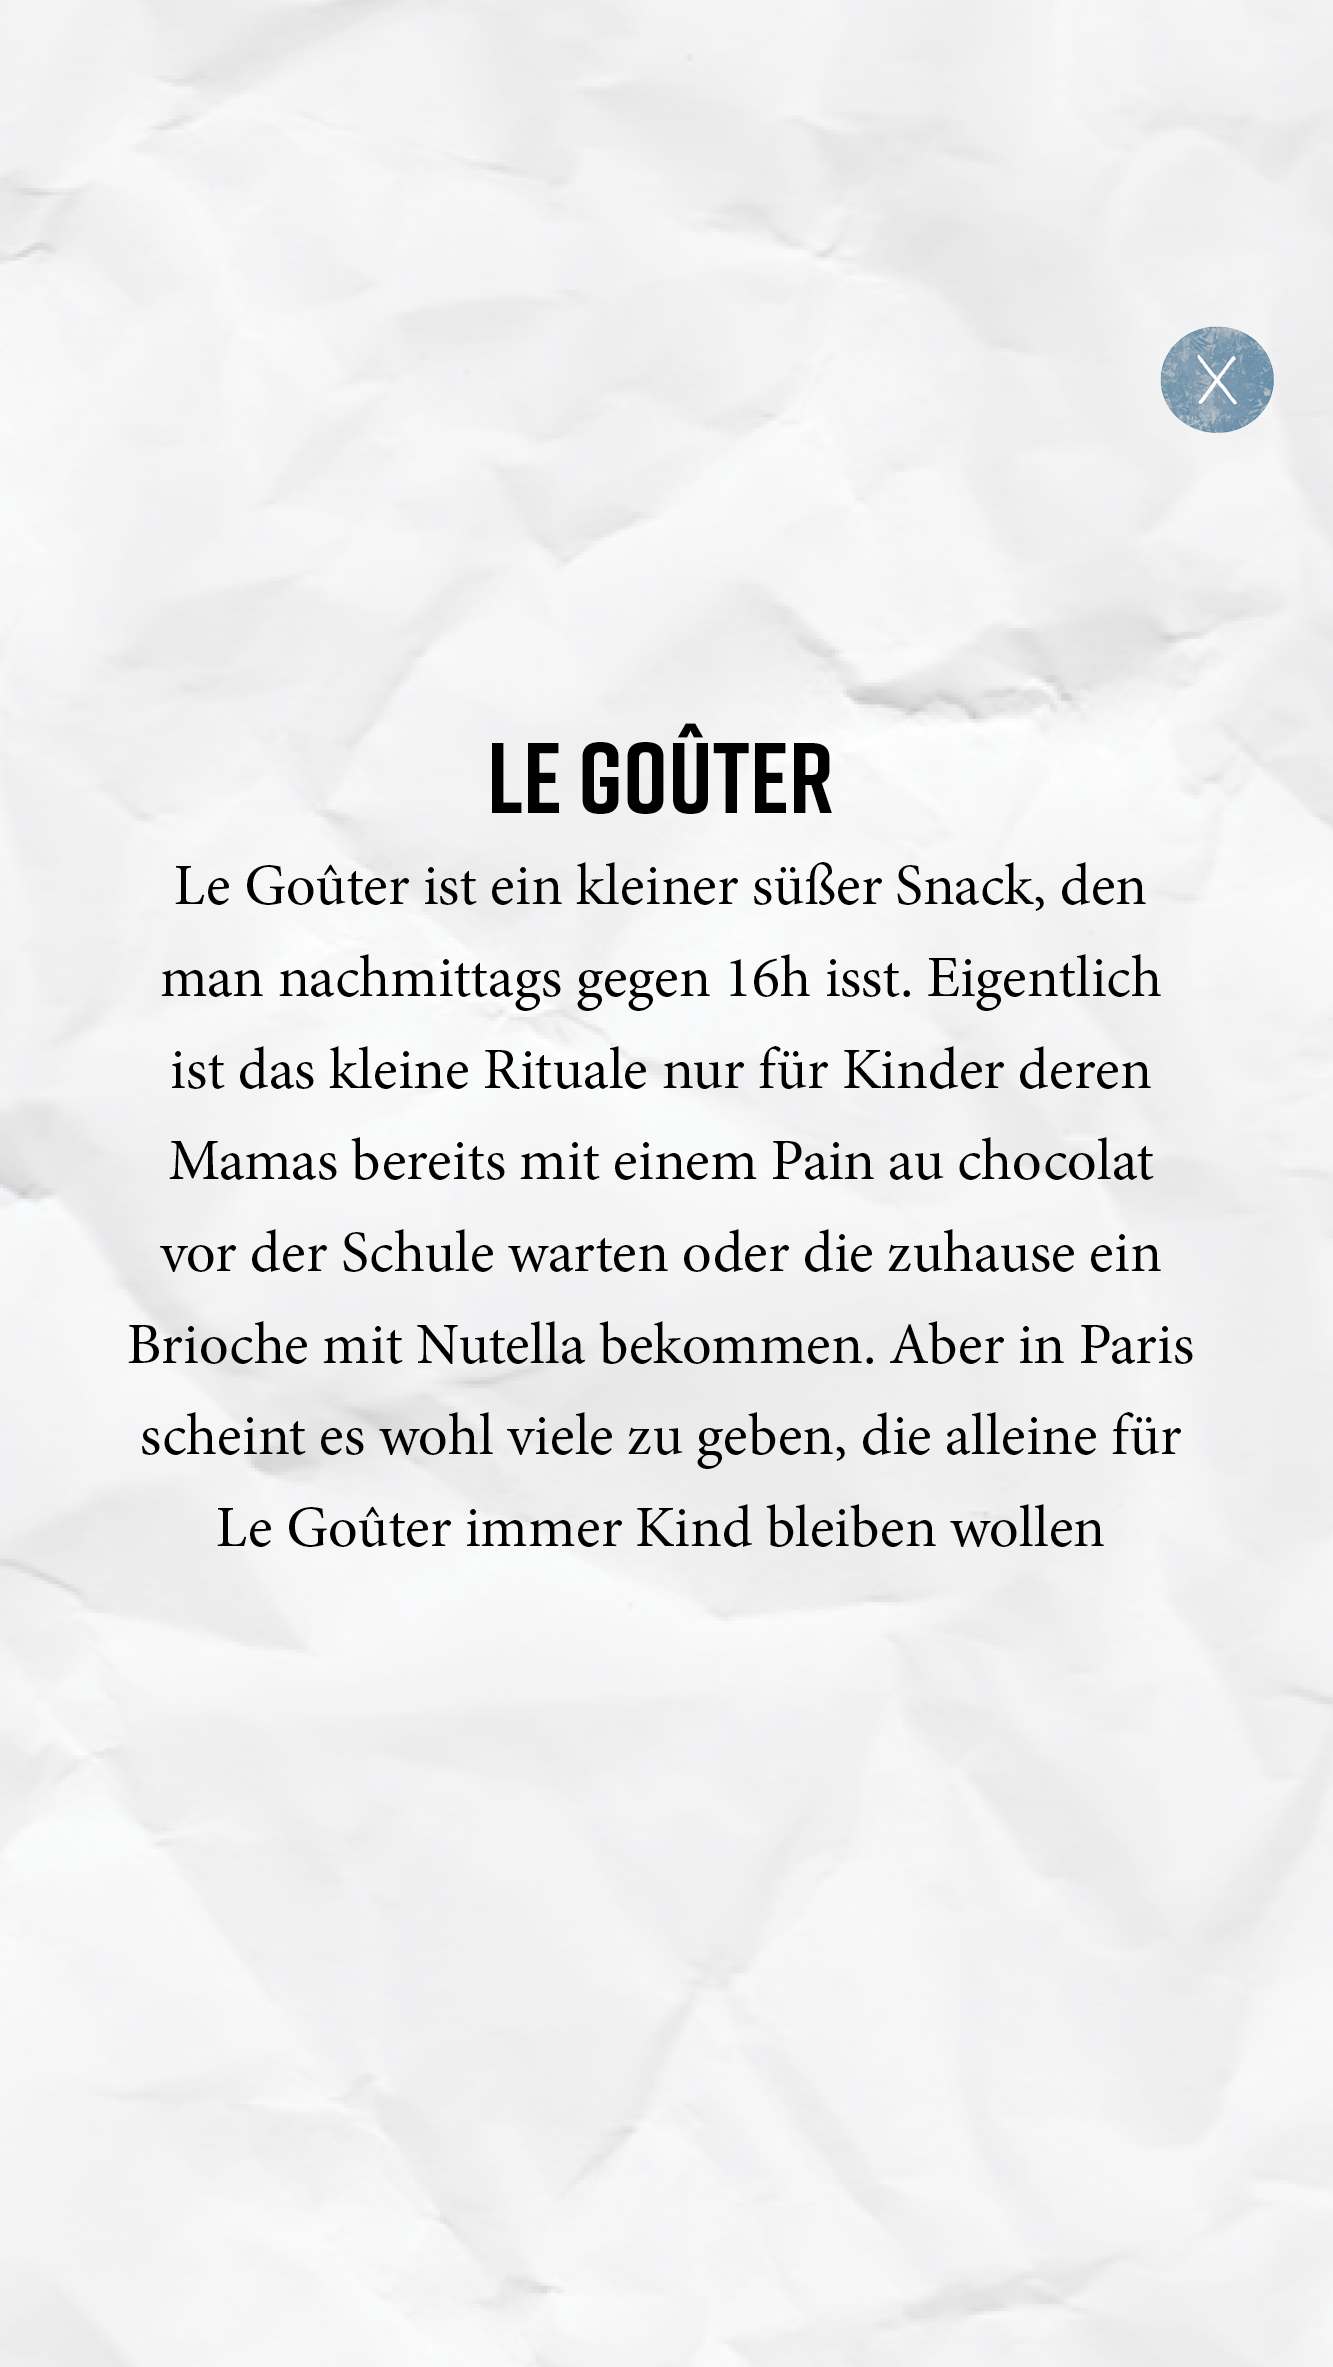 X
LE GOÛTER
Le Goûter ist ein kleiner süßer Snack, den
man nachmittags gegen 16h isst. Eigentlich
ist das kleine Rituale nur für Kinder deren
Mamas bereits mit einem Pain au chocolat
vor der Schule warten oder die zuhause ein
Brioche mit Nutella bekommen. Aber in Paris
scheint es wohl viele zu geben, die alleine für
Le Goûter immer Kind bleiben wollen